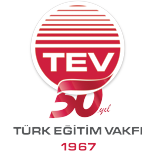 TEV
50 yıl
TÜRK EĞİTİM VAKFI
1967